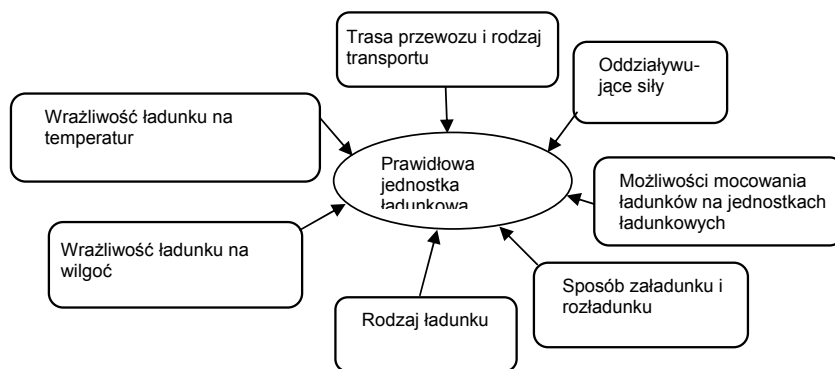 Trasa przewozu i rodzaj
transportu
Oddziaływu-
jące siły
Wrażliwość ładunku na
temperatur
Prawidłowa
jednostka
ładunkowa
Możliwości mocowania
ładunków na jednostkach
ładunkowych
Wrażliwość ładunku na
wilgoć
Sposób załadunku i
rozładunku
Rodzaj ładunku